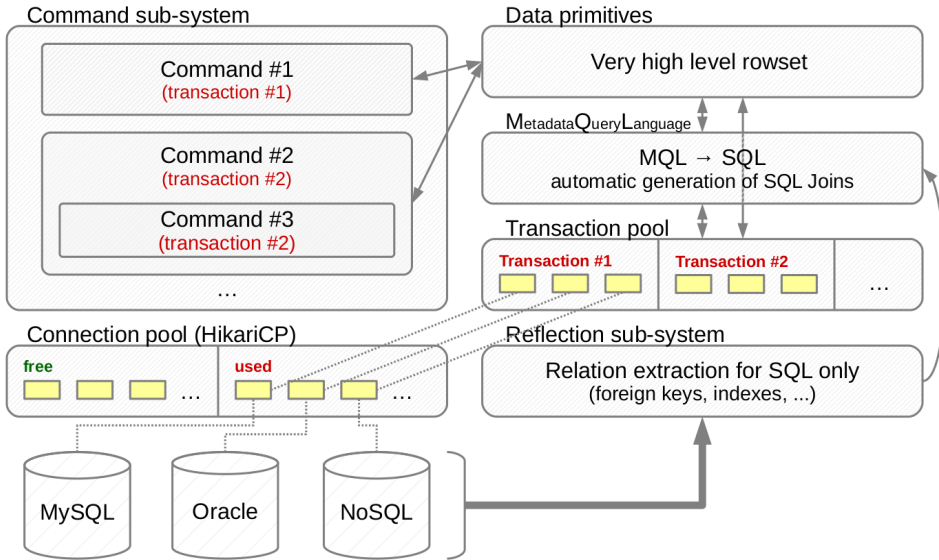 Command sub-system
Command #1
(transaction #1)
Command #2
(transaction #2)
Command #3
(transaction #2)
...
Data primitives
Very high level rowset
MetadataQueryLanguage
MQL → SQL
automatic generation of SQL Joins
Transaction pool
Transaction #1
Transaction #2
...
Connection pool (HikariCP)
free
...
used
...
Reflection sub-system
Relation extraction for SQL only
(foreign keys, indexes, ...)
MySQL
Oracle
NoSQL